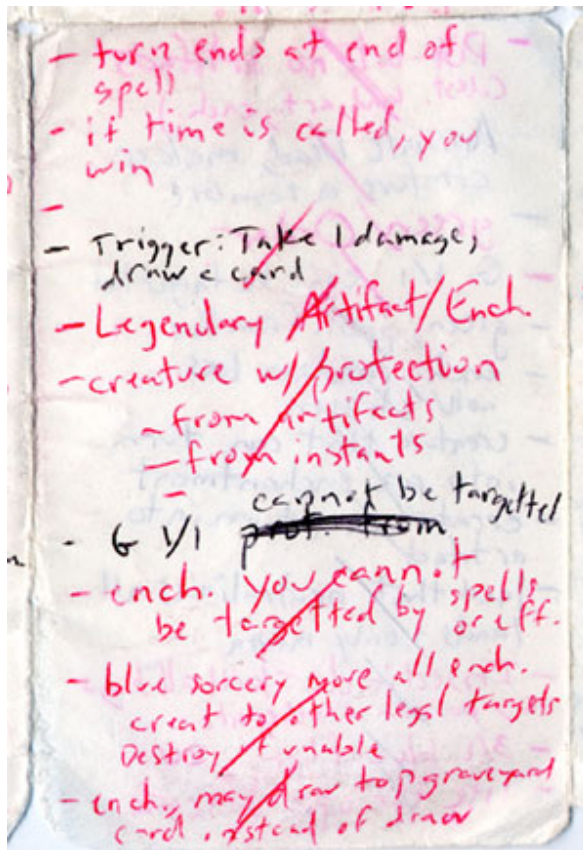 - turn ends at end of
spell
- if time is called, you
win
-
- Trigger: Take 1 damage,
draw a card
- Legendary Artifact/Ench.
- creature w/ protection
- from artifacts
- from instants
-
cannot be targetted
- G 1/1 prot. from
- ench. you cannot
be targetted by spells
or eff.
- blue sorcery move all ench.
creat to other legal targets
Destroy if unable
- ench., may draw top graveyard
card instead of draw